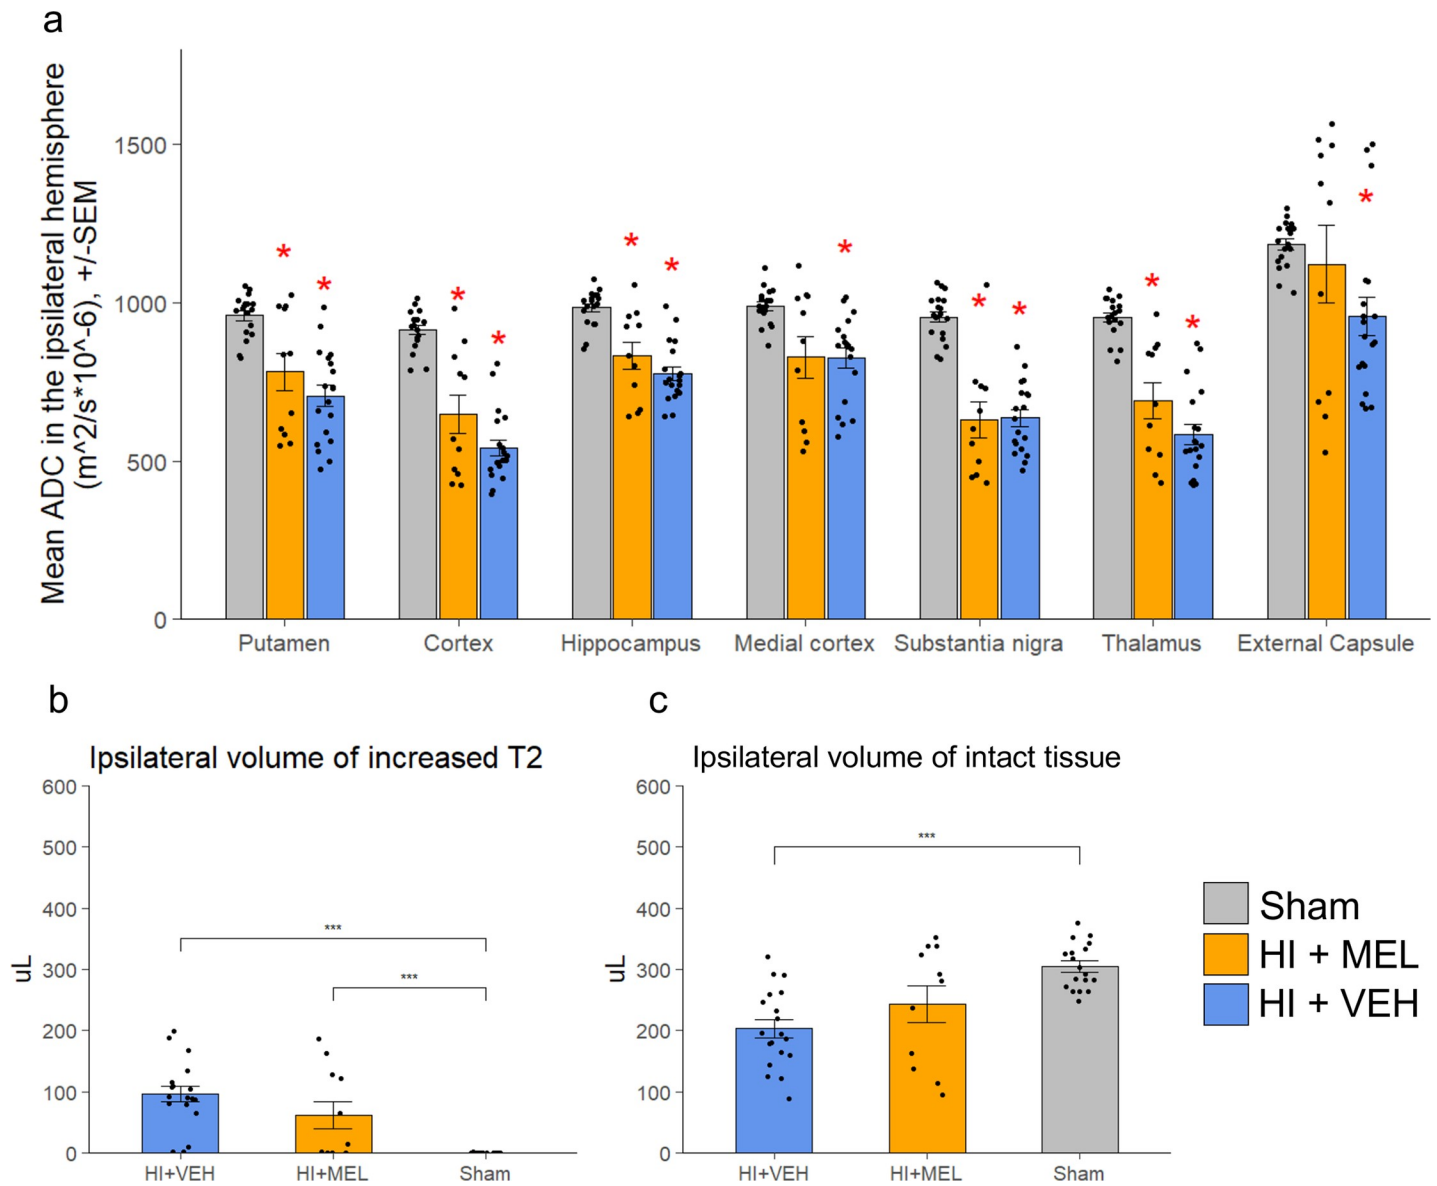 a
Mean ADC in the ipsilateral hemisphere
(m^2/s*10^-6), +/-SEM
1500
1000
500
0
* * * * * * * * * * * *
Putamen Cortex Hippocampus Medial cortex Substantia nigra Thalamus External Capsule
b
Ipsilateral volume of increased T2
uL
600
500
400
300
200
100
0
***
***
HI+VEH HI+MEL Sham
c
Ipsilateral volume of intact tissue
uL
600
500
400
300
200
100
0
***
HI+VEH HI+MEL Sham
Sham
HI + MEL
HI + VEH